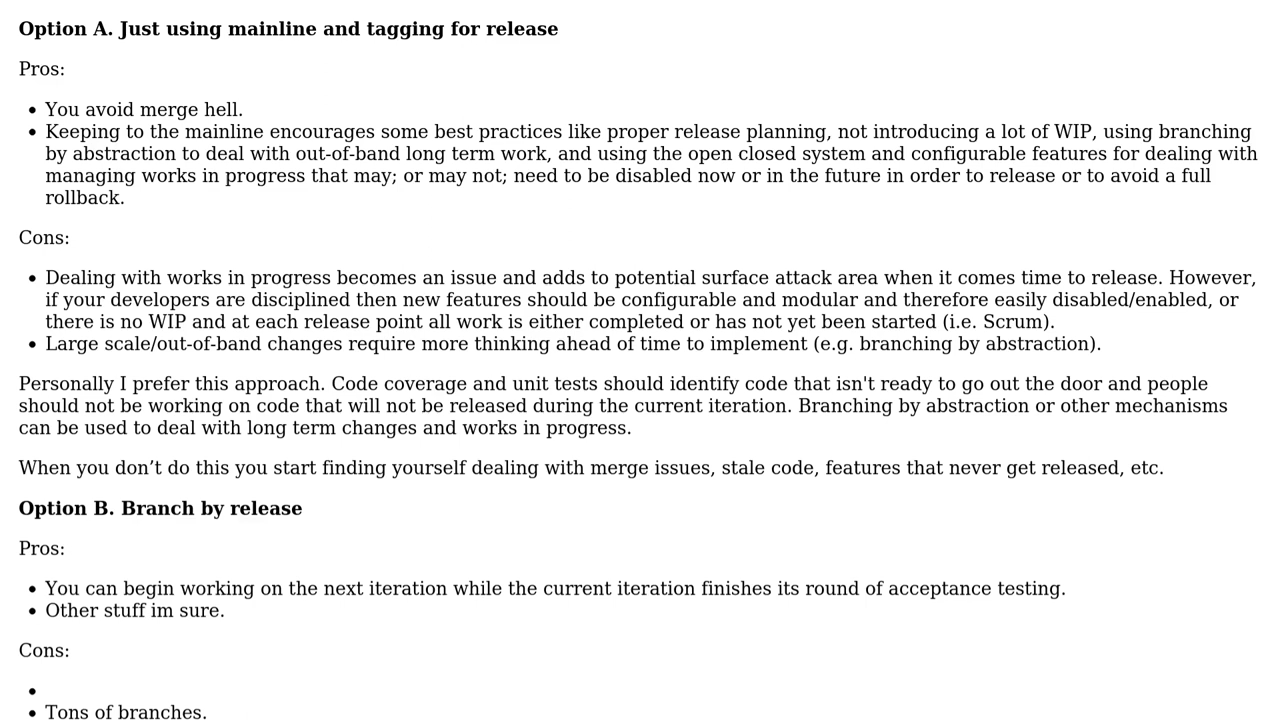 Option A. Just using mainline and tagging for release
Pros:
• You avoid merge hell.
• Keeping to the mainline encourages some best practices like proper release planning, not introducing a lot of WIP, using branching
by abstraction to deal with out-of-band long term work, and using the open closed system and configurable features for dealing with
managing works in progress that may; or may not; need to be disabled now or in the future in order to release or to avoid a full
rollback.
Cons:
• Dealing with works in progress becomes an issue and adds to potential surface attack area when it comes time to release. However,
if your developers are disciplined then new features should be configurable and modular and therefore easily disabled/enabled, or
there is no WIP and at each release point all work is either completed or has not yet been started (i.e. Scrum).
• Large scale/out-of-band changes require more thinking ahead of time to implement (e.g. branching by abstraction).
Personally I prefer this approach. Code coverage and unit tests should identify code that isn't ready to go out the door and people
should not be working on code that will not be released during the current iteration. Branching by abstraction or other mechanisms
can be used to deal with long term changes and works in progress.
When you don’t do this you start finding yourself dealing with merge issues, stale code, features that never get released, etc.
Option B. Branch by release
Pros:
• You can begin working on the next iteration while the current iteration finishes its round of acceptance testing.
• Other stuff im sure.
Cons:
•
• Tons of branches.